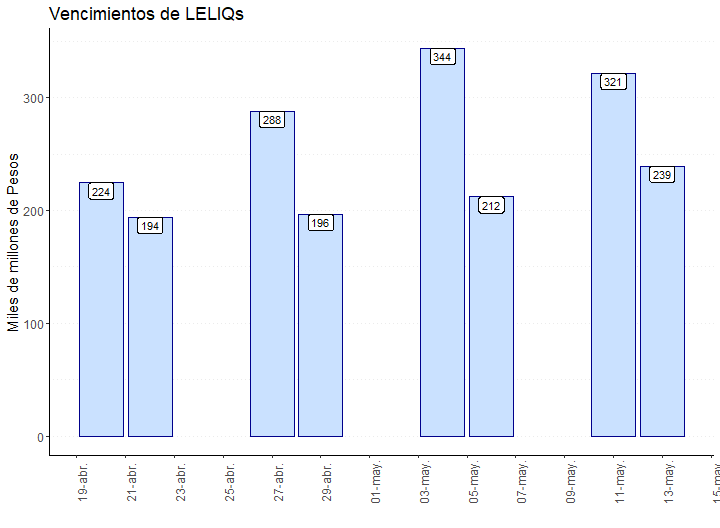 Vencimientos de LELIQs
Miles de millones de Pesos
300
200
100
0
224
194
288
196
344
212
321
239
19-abr.
21-abr.
23-abr.
25-abr.
27-abr.
29-abr.
01-may.
03-may.
05-may.
07-may.
09-may.
11-may.
13-may.
15-may